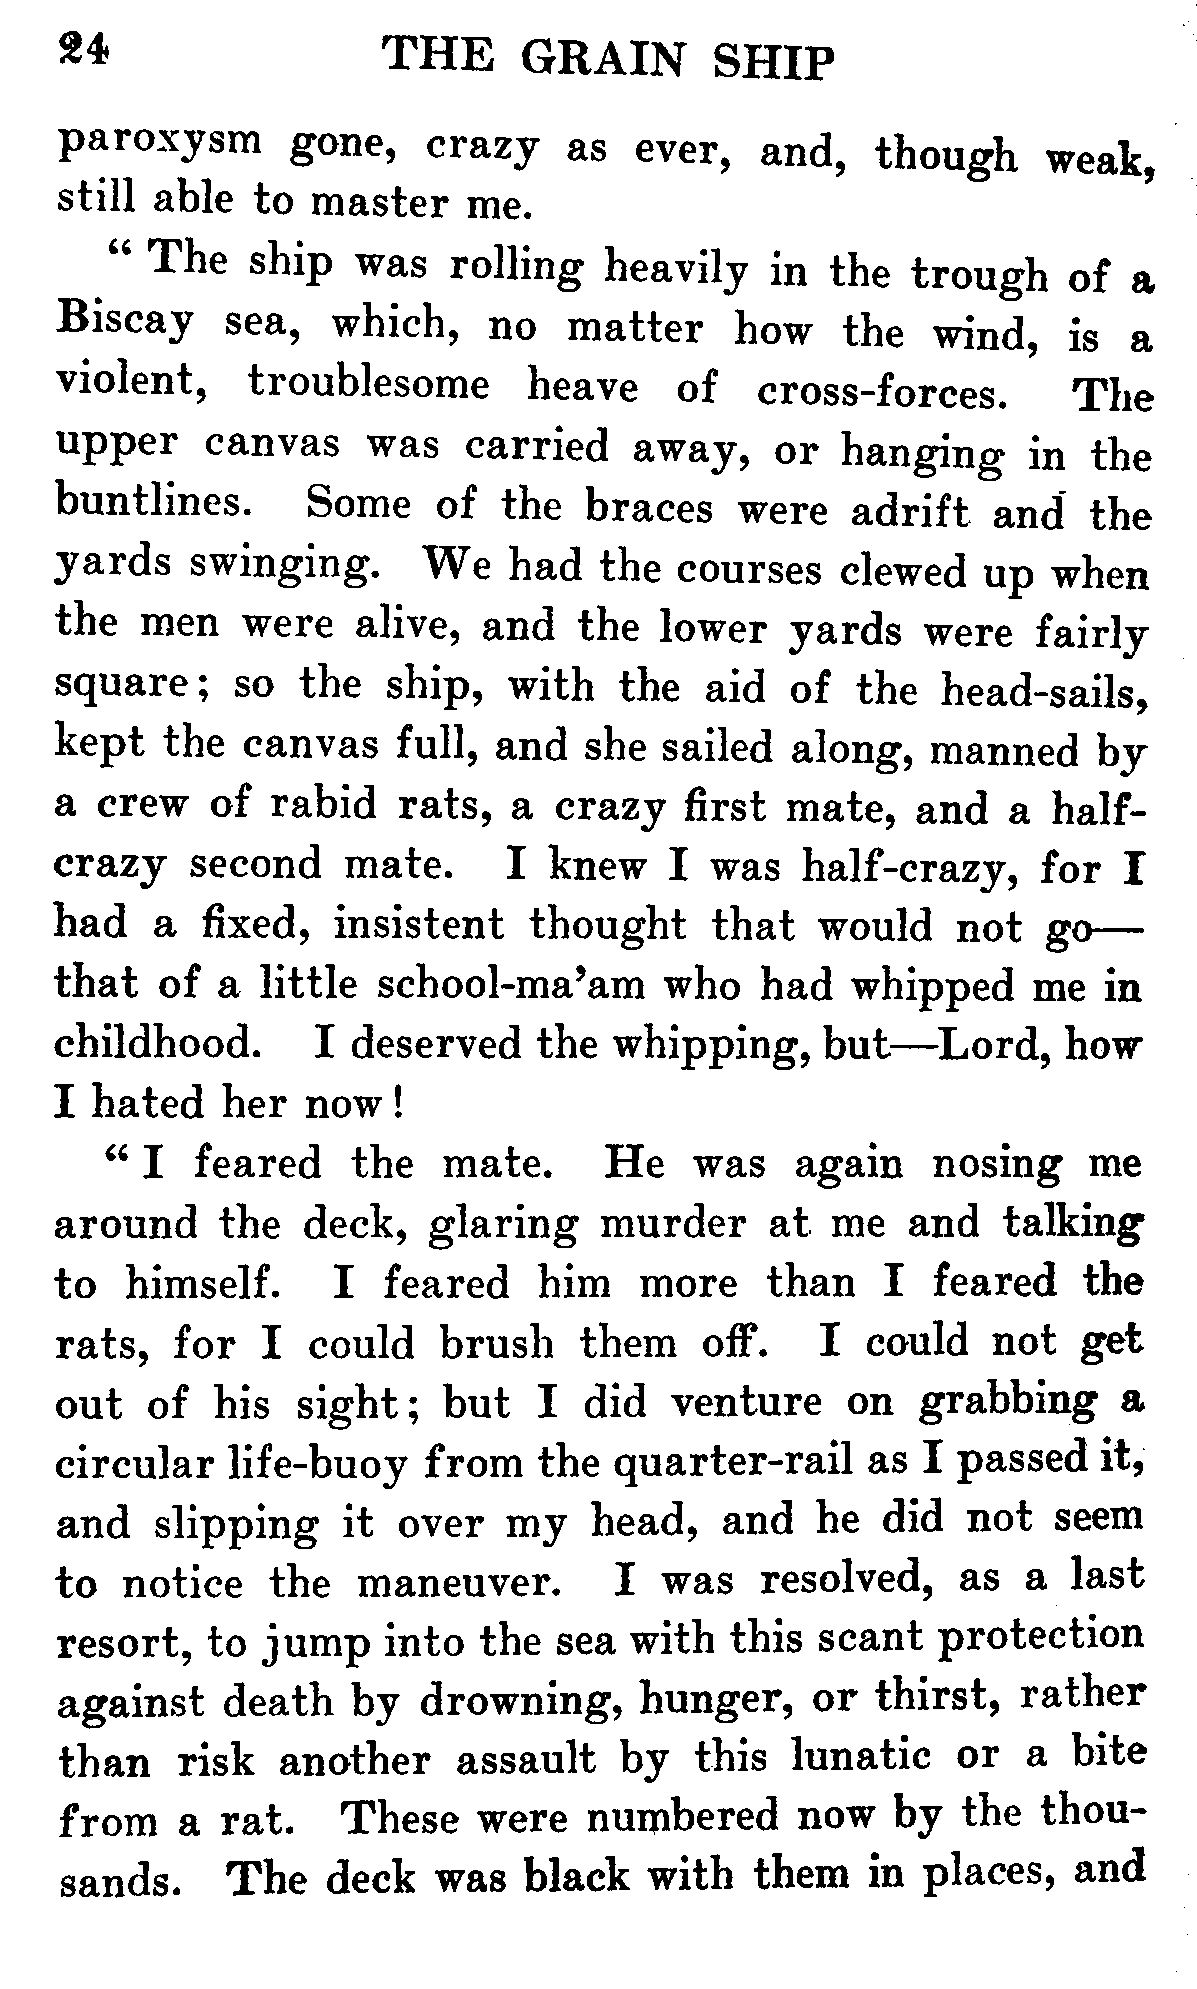 24 THE GRAIN SHIP
paroxysm gone, crazy as ever, and, though weak,
still able to master me.
“ The ship was rolling heavily in the trough of a
Biscay sea, which, no matter how the wind, is a
violent, troublesome heave of cross-forces. The
upper canvas was carried away, or hanging in the
buntlines. Some of the braces were adrift and the
yards swinging. We had the courses clewed up when
the men were alive, and the lower yards were fairly
square; so the ship, with the aid of the head-sails,
kept the canvas full, and she sailed along, manned by
a crew of rabid rats, a crazy first mate, and a half-
crazy second mate. I knew I was half-crazy, for I
had a fixed, insistent thought that would not go—
that of a little school-ma’am who had whipped me in
childhood. I deserved the whipping, but—Lord, how
I hated her now!
“ I feared the mate. He was again nosing me
around the deck, glaring murder at me and talking
to himself. I feared him more than I feared the
rats, for I could brush them off. I could not get
out of his sight; but I did venture on grabbing a
circular life-buoy from the quarter-rail as I passed it,
and slipping it over my head, and he did not seem
to notice the maneuver. I was resolved, as a last
resort, to jump into the sea with this scant protection
against death by drowning, hunger, or thirst, rather
than risk another assault by this lunatic or a bite
from a rat. These were numbered now by the thou-
sands. The deck was black with them in places, and